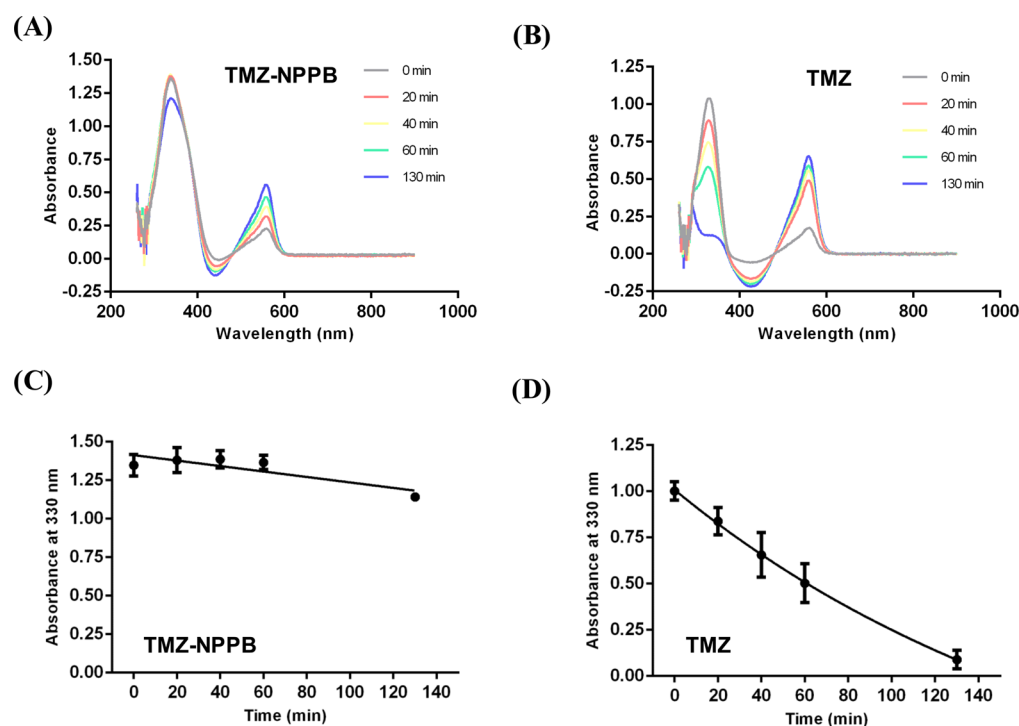 (A)
TMZ-NPPB
0 min
20 min
40 min
60 min
130 min
1.50
1.25
1.00
0.75
0.50
0.25
0.00
-0.25
200
400
600
800
1000
Absorbance
Wavelength (nm)
(B)
TMZ
0 min
20 min
40 min
60 min
130 min
1.25
1.00
0.75
0.50
0.25
0.00
-0.25
200
400
600
800
1000
Absorbance
Wavelength (nm)
(C)
1.50
1.25
1.00
0.75
0.50
0.25
0.00
Absorbance at 330 nm
TMZ-NPPB
0
20
40
60
80
100
120
140
Time (min)
(D)
1.25
1.00
0.75
0.50
0.25
0.00
Absorbance at 330 nm
TMZ
0
20
40
60
80
100
120
140
Time (min)